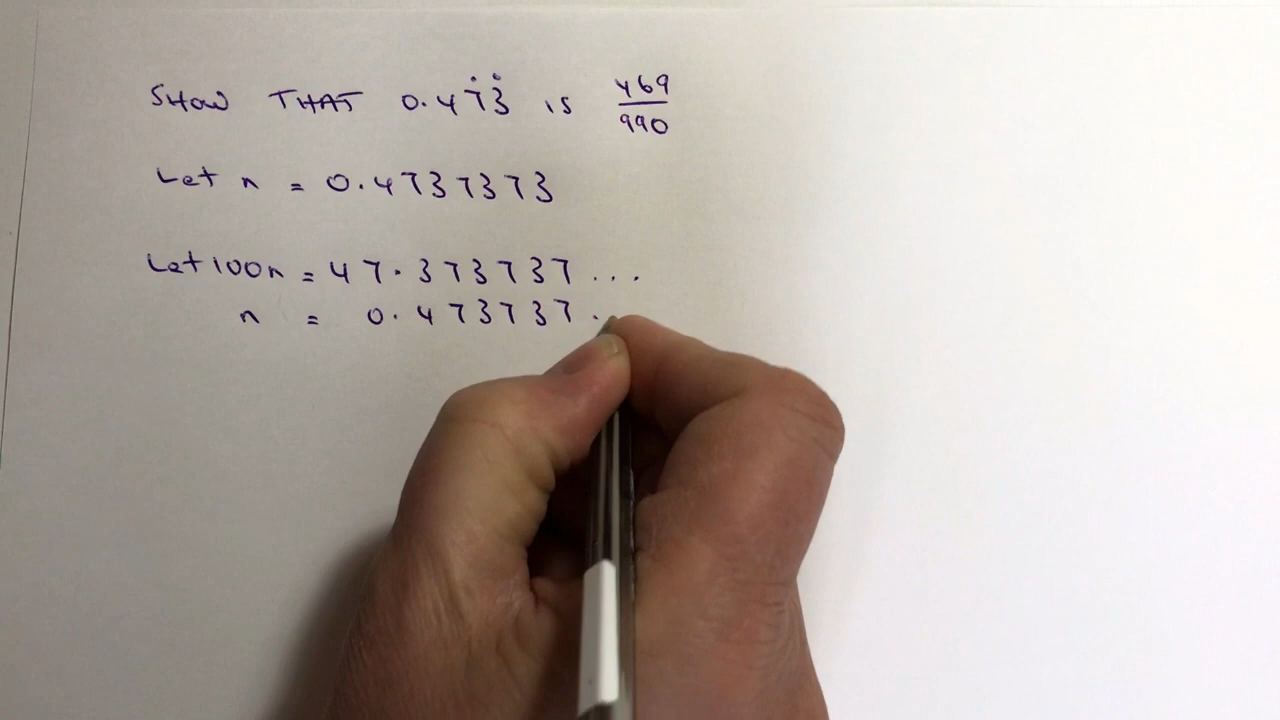 SHOW THAT 0.47̇3̇ is 469/990
Let n = 0.4737373
Let 100n = 47.373737...
n = 0.473737.